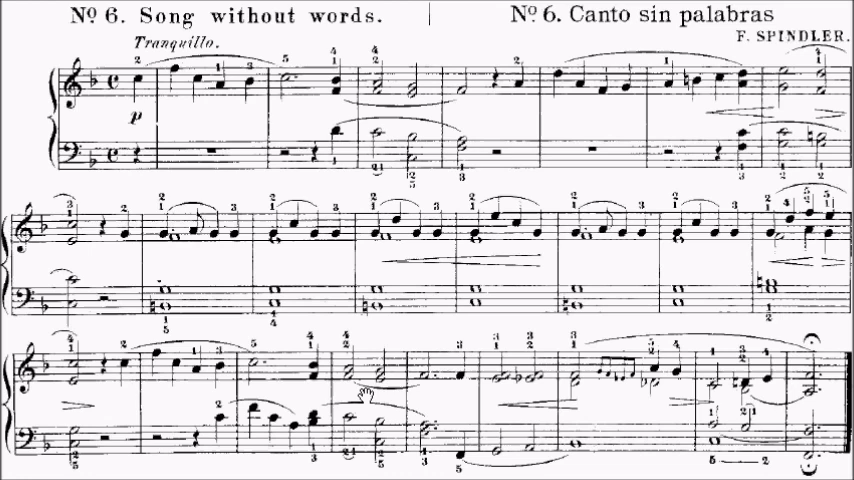 Nº 6. Song without words.
Nº 6. Canto sin palabras
Tranquillo.
F. SPINDLER.
p